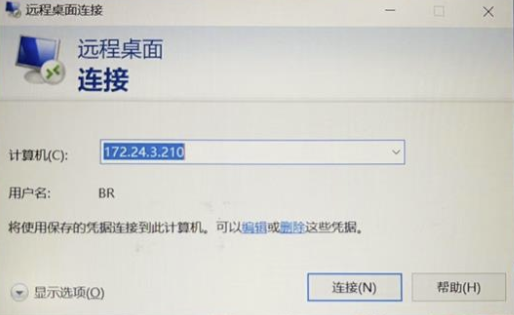 远程桌面连接
远程桌面
连接
计算机(C): 172.24.3.210
用户名: BR
将使用保存的凭据连接到此计算机。可以编辑或删除这些凭据。
显示选项(O) 连接(N) 帮助(H)